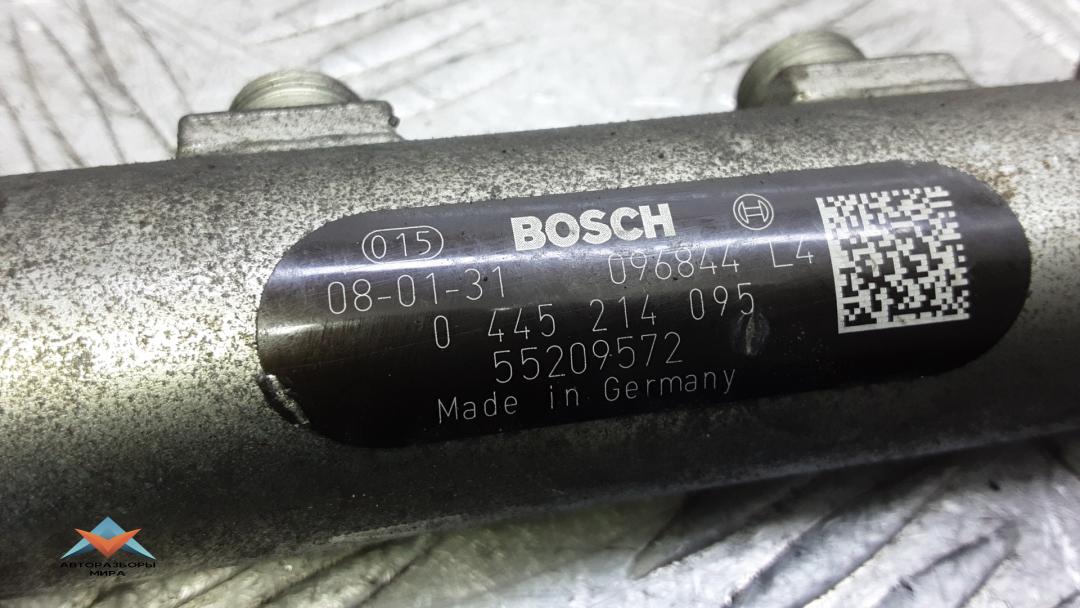 015 BOSCH
08-01-31 096844 L4
0 445 214 095
55209572
Made in Germany
АВТОРАЗБОРЫ
МИРА